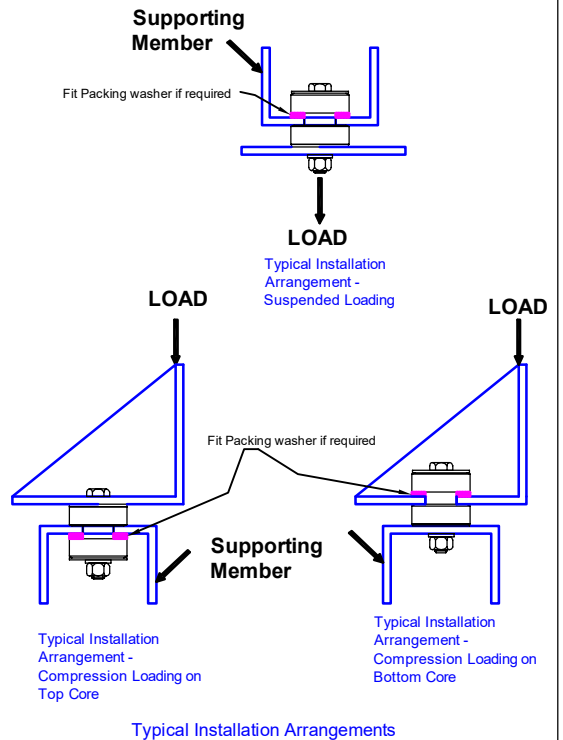 Supporting
Member
Fit Packing washer if required
LOAD
Typical Installation
Arrangement -
Suspended Loading
LOAD
LOAD
Fit Packing washer if required
Supporting
Member
Typical Installation
Arrangement -
Compression Loading on
Top Core
Typical Installation
Arrangement -
Compression Loading on
Bottom Core
Typical Installation Arrangements